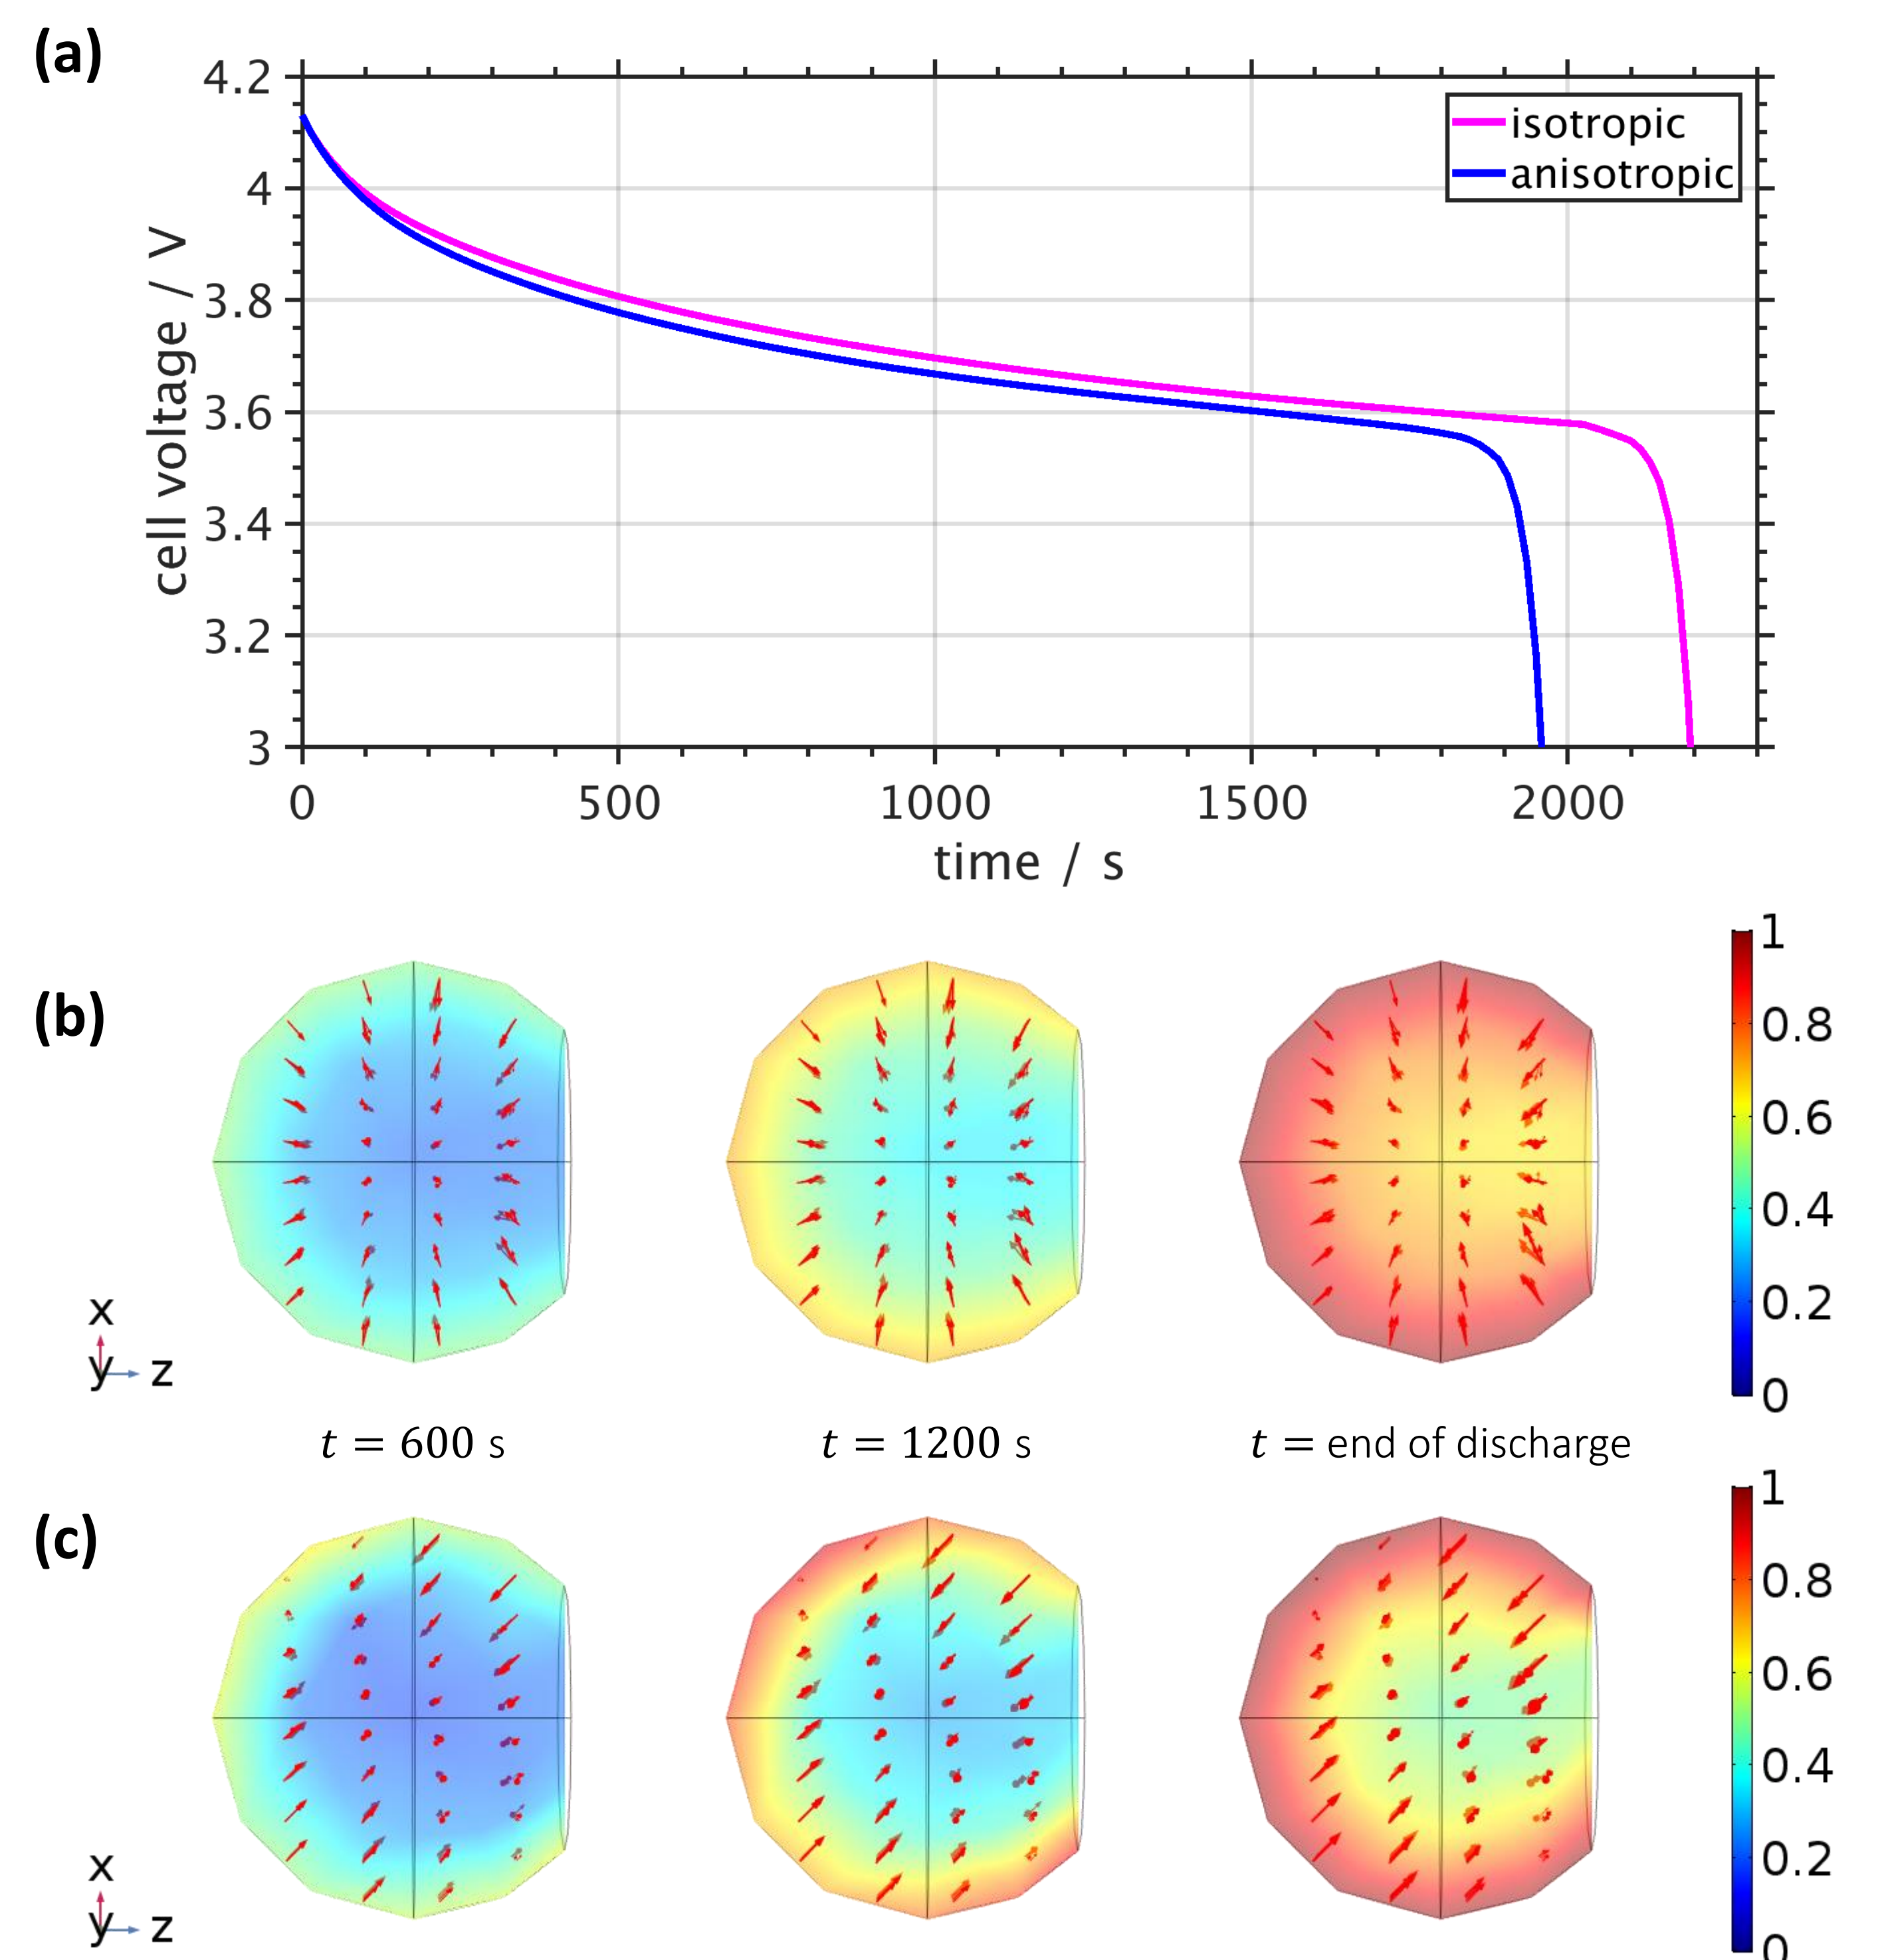 (a)
4.2
4
3.8
3.6
3.4
3.2
3
cell voltage / V
isotropic
anisotropic
0 500 1000 1500 2000
time / s
(b)
1
0.8
0.6
0.4
0.2
0
x
y z
t = 600 s t = 1200 s t = end of discharge
(c)
1
0.8
0.6
0.4
0.2
0
x
y z